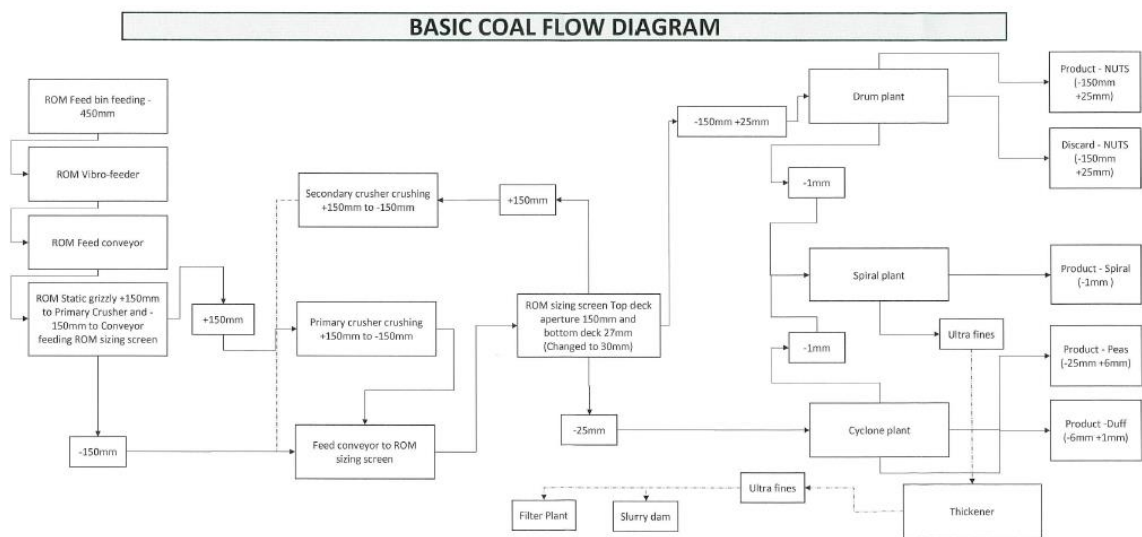 BASIC COAL FLOW DIAGRAM
ROM Feed bin feeding -
450mm
ROM Vibro-feeder
ROM Feed conveyor
ROM Static grizzly +150mm
to Primary Crusher and -
150mm to Conveyor
feeding ROM sizing screen
+150mm
-150mm
Secondary crusher crushing
+150mm to -150mm
+150mm
Primary crusher crushing
+150mm to -150mm
Feed conveyor to ROM
sizing screen
ROM sizing screen Top deck
aperture 150mm and
bottom deck 27mm
(Changed to 30mm)
-150mm +25mm
-25mm
Drum plant
-1mm
Spiral plant
-1mm
Cyclone plant
Ultra fines
Thickener
Ultra fines
Filter Plant
Slurry dam
Product - NUTS
(-150mm
+25mm)
Discard - NUTS
(-150mm
+25mm)
Product - Spiral
(-1mm )
Product - Peas
(-25mm +6mm)
Product -Duff
(-6mm +1mm)